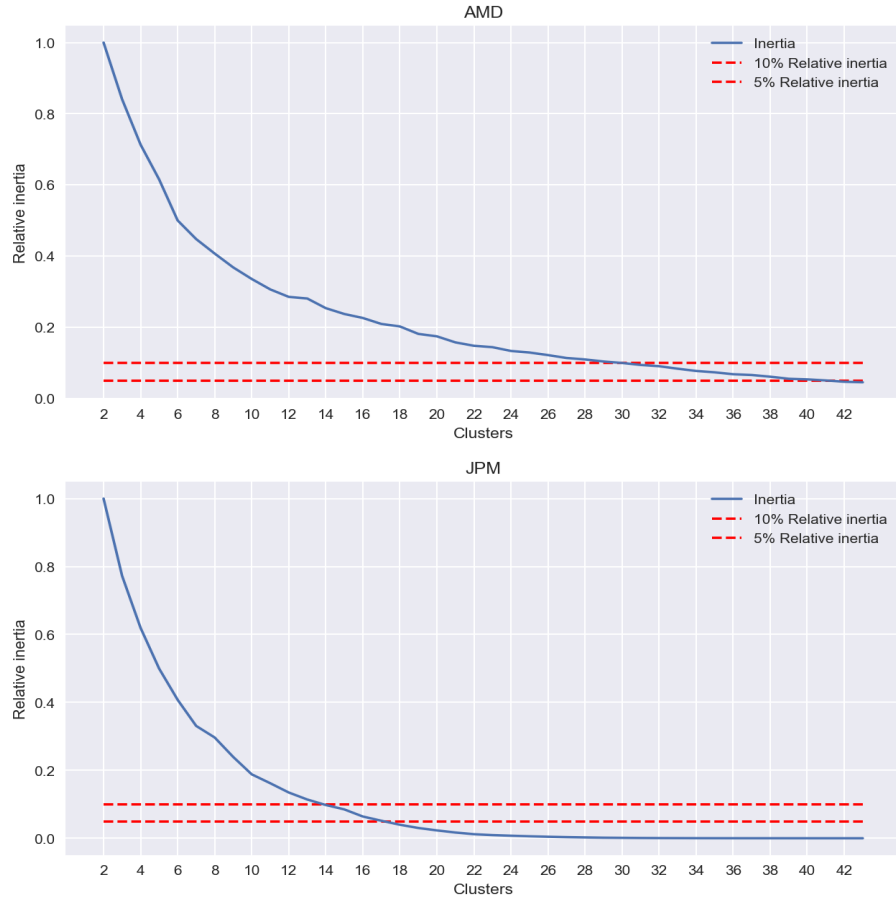 AMD
1.0
0.8
0.6
0.4
0.2
0.0
Relative inertia
Inertia
10% Relative inertia
5% Relative inertia
2 4 6 8 10 12 14 16 18 20 22 24 26 28 30 32 34 36 38 40 42
Clusters
JPM
1.0
0.8
0.6
0.4
0.2
0.0
Relative inertia
Inertia
10% Relative inertia
5% Relative inertia
2 4 6 8 10 12 14 16 18 20 22 24 26 28 30 32 34 36 38 40 42
Clusters